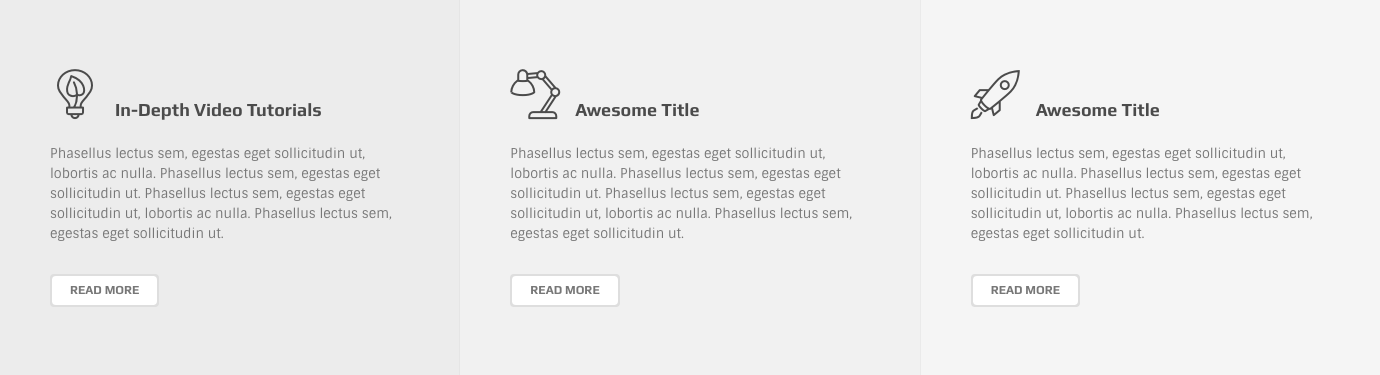 In-Depth Video Tutorials
Phasellus lectus sem, egestas eget sollicitudin ut,
lobortis ac nulla. Phasellus lectus sem, egestas eget
sollicitudin ut. Phasellus lectus sem, egestas eget
sollicitudin ut, lobortis ac nulla. Phasellus lectus sem,
egestas eget sollicitudin ut.
READ MORE
Awesome Title
Phasellus lectus sem, egestas eget sollicitudin ut,
lobortis ac nulla. Phasellus lectus sem, egestas eget
sollicitudin ut. Phasellus lectus sem, egestas eget
sollicitudin ut, lobortis ac nulla. Phasellus lectus sem,
egestas eget sollicitudin ut.
READ MORE
Awesome Title
Phasellus lectus sem, egestas eget sollicitudin ut,
lobortis ac nulla. Phasellus lectus sem, egestas eget
sollicitudin ut. Phasellus lectus sem, egestas eget
sollicitudin ut, lobortis ac nulla. Phasellus lectus sem,
egestas eget sollicitudin ut.
READ MORE